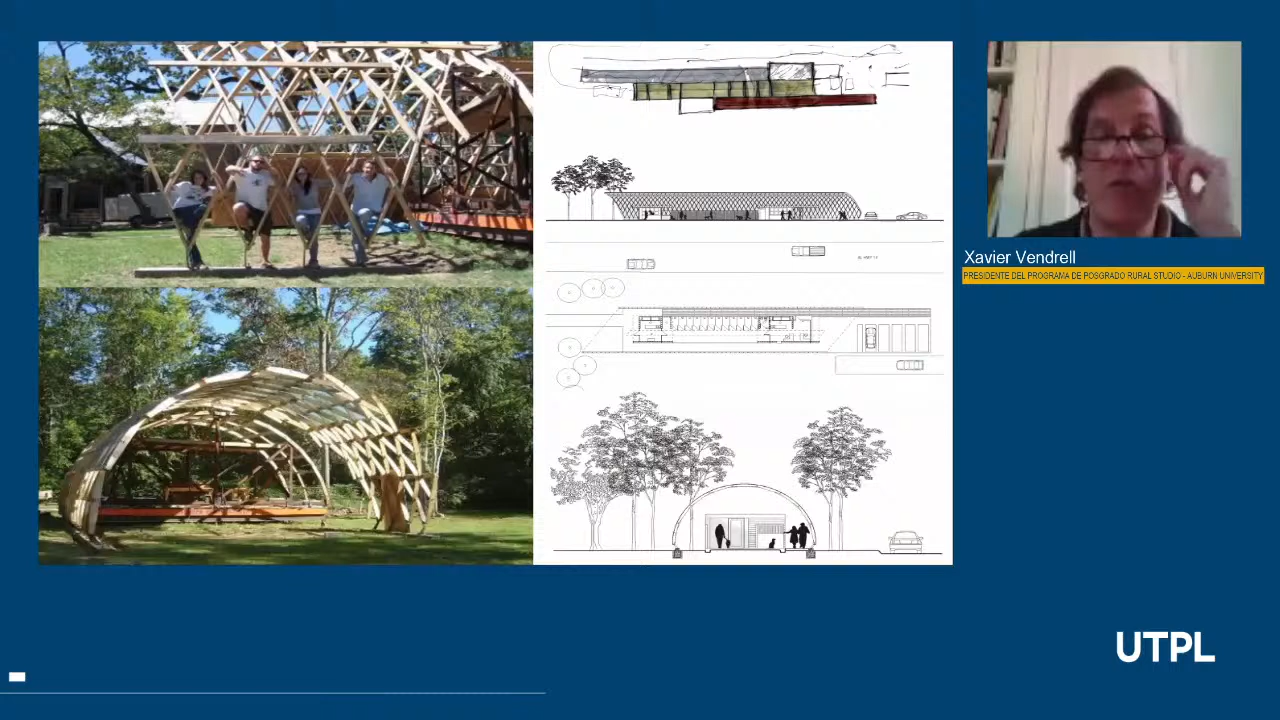 Xavier Vendrell
PRESIDENTE DEL PROGRAMA DE POSGRADO RURAL STUDIO - AUBURN UNIVERSITY
UTPL